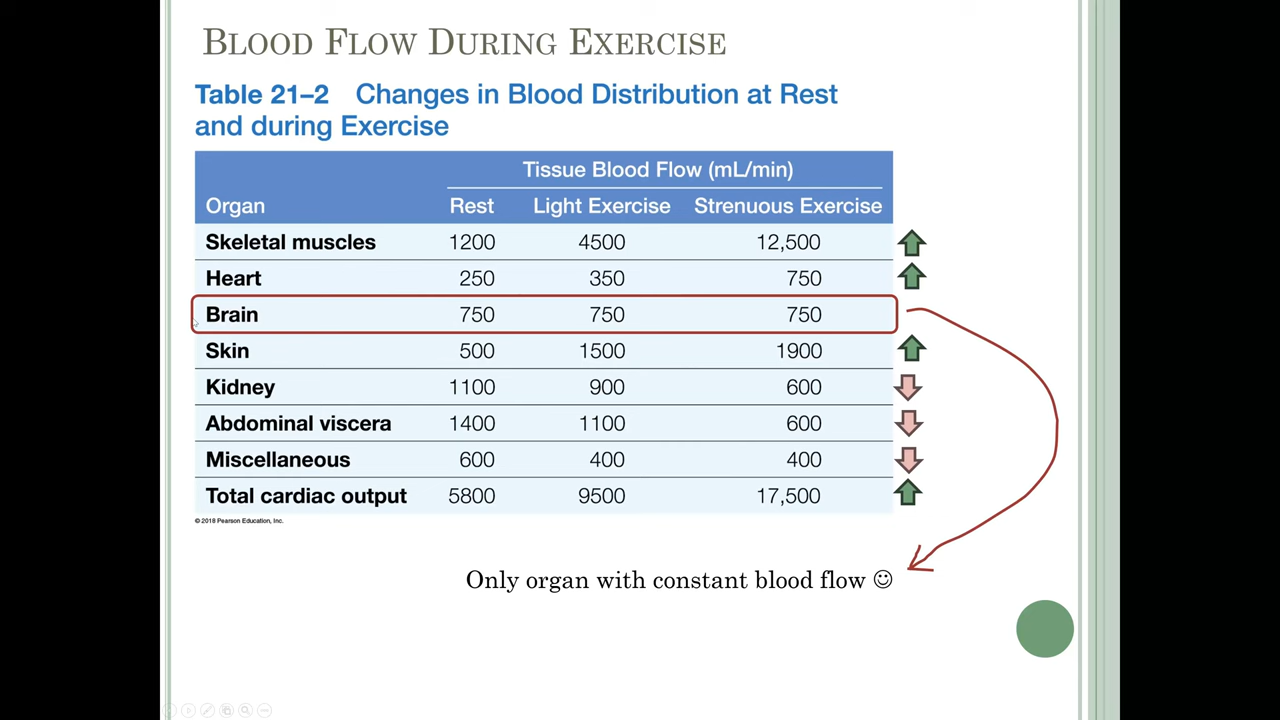 BLOOD FLOW DURING EXERCISE
Table 21–2 Changes in Blood Distribution at Rest
and during Exercise
Tissue Blood Flow (mL/min)
Organ Rest Light Exercise Strenuous Exercise
Skeletal muscles 1200 4500 12,500
Heart 250 350 750
Brain 750 750 750
Skin 500 1500 1900
Kidney 1100 900 600
Abdominal viscera 1400 1100 600
Miscellaneous 600 400 400
Total cardiac output 5800 9500 17,500
© 2018 Pearson Education, Inc.
Only organ with constant blood flow ☺